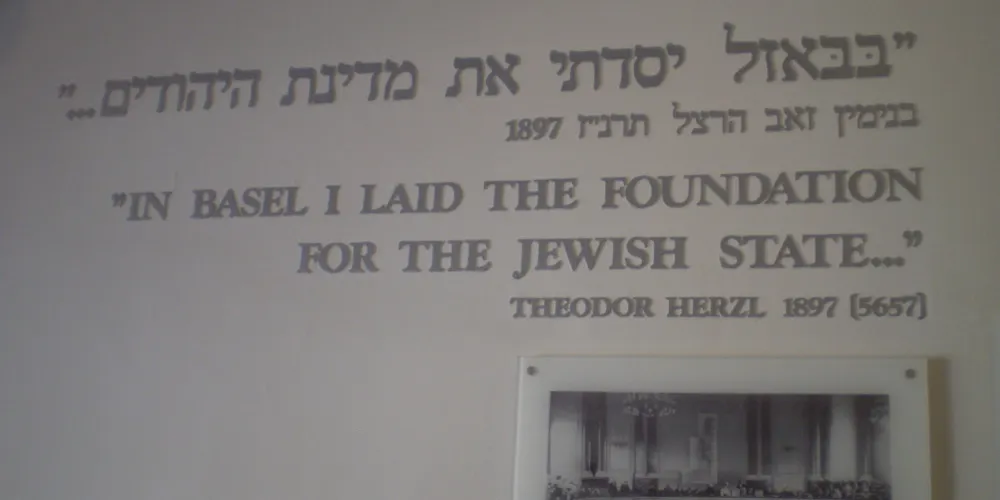 "בבאזל יסדתי את מדינת היהודים..."
בנימין זאב הרצל תרנ"ז 1897
"IN BASEL I LAID THE FOUNDATION
FOR THE JEWISH STATE..."
THEODOR HERZL 1897 (5657)